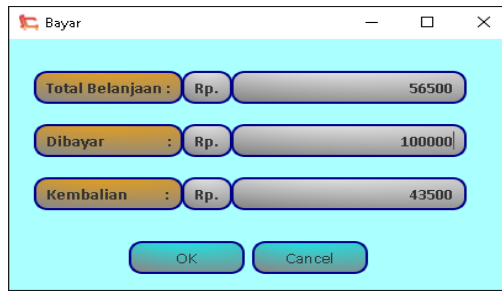 Bayar
Total Belanjaan : Rp. 56500
Dibayar : Rp. 100000
Kembalian : Rp. 43500
OK Cancel